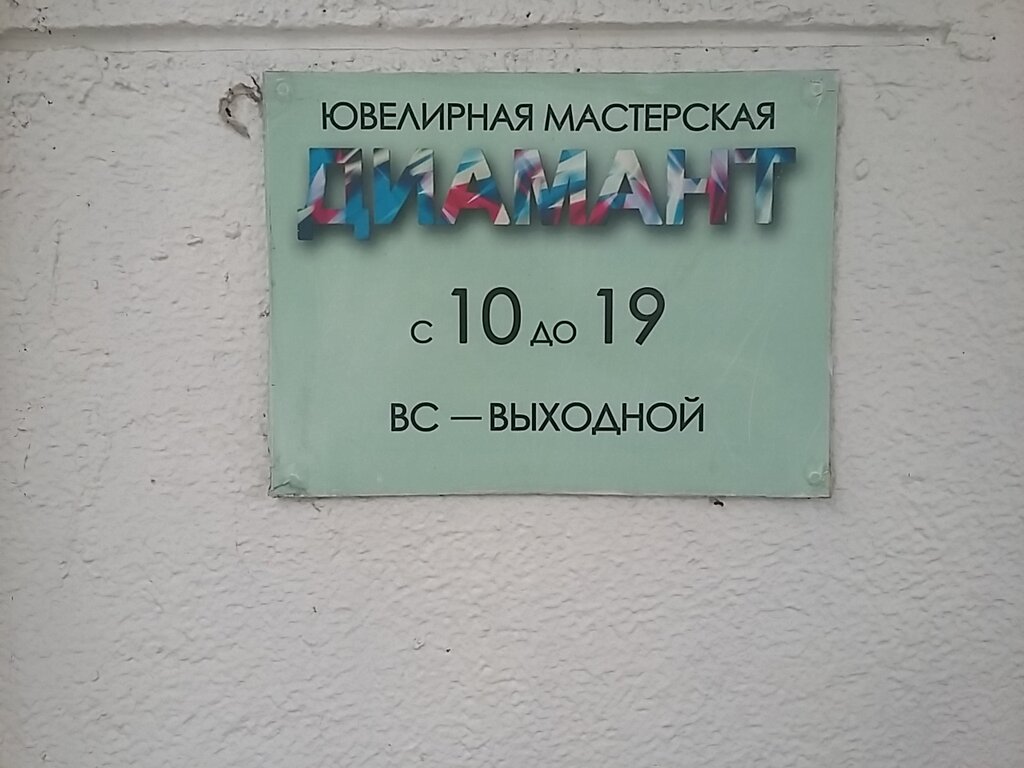 ЮВЕЛИРНАЯ МАСТЕРСКАЯ
ДИАМАНТ
с 10 до 19
ВС — ВЫХОДНОЙ